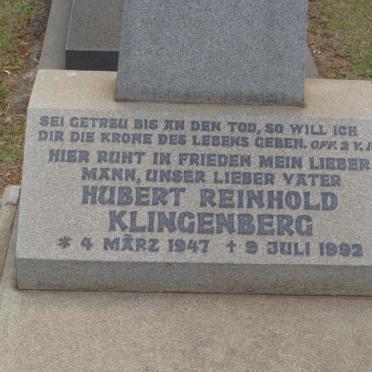 SEI GETREU BIS AN DEN TOD, SO WILL ICH
DIR DIE KRONE DES LEBENS GEBEN. OFF. 2 V.
HIER RUHT IN FRIEDEN MEIN LIEBER
MANN, UNSER LIEBER VATER
HUBERT REINHOLD
KLINGENBERG
* 4 MÄRZ 1947 † 9 JULI 1992